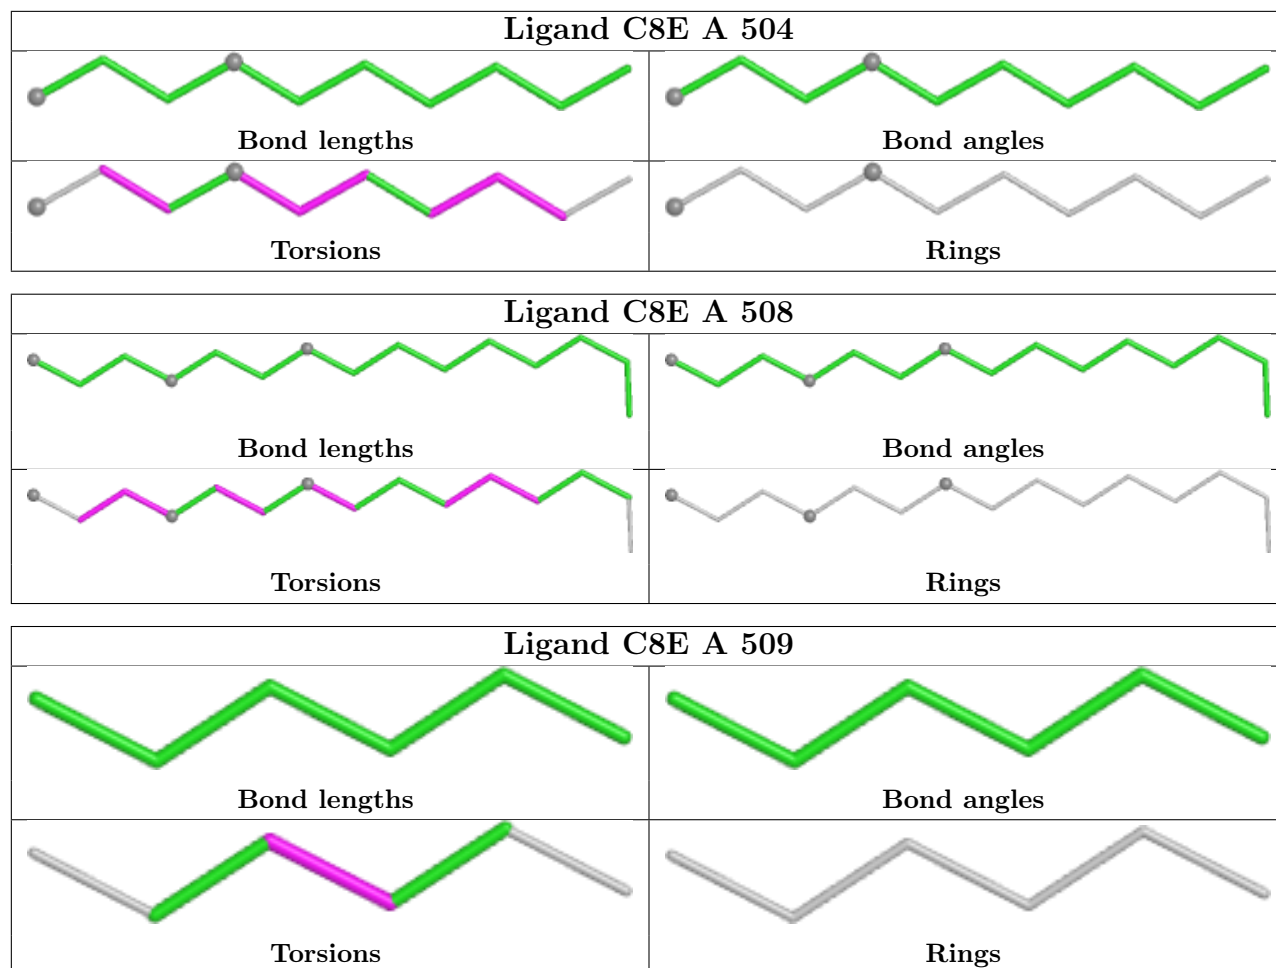 Ligand C8E A 504
Bond lengths
Bond angles
Torsions
Rings
Ligand C8E A 508
Bond lengths
Bond angles
Torsions
Rings
Ligand C8E A 509
Bond lengths
Bond angles
Torsions
Rings